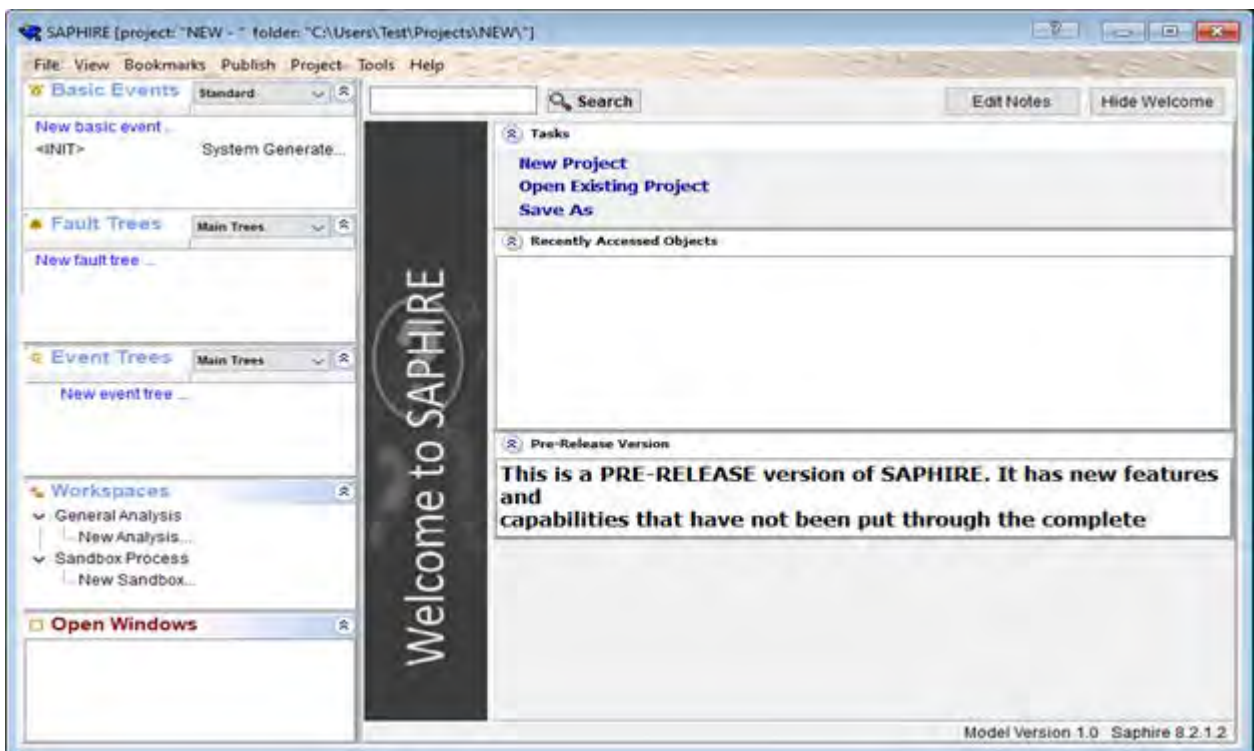 SAPHIRE [project: "NEW - " folder: "C:\Users\Test\Projects\NEW\"]
File View Bookmarks Publish Project Tools Help
Basic Events Standard
New basic event ..
<INIT> System Generate...
Fault Trees Main Trees
New fault tree ...
Event Trees Main Trees
New event tree ...
Workspaces
General Analysis
New Analysis...
Sandbox Process
New Sandbox...
Open Windows
Search
Edit Notes Hide Welcome
Welcome to SAPHIRE
Tasks
New Project
Open Existing Project
Save As
Recently Accessed Objects
Pre-Release Version
This is a PRE-RELEASE version of SAPHIRE. It has new features
and
capabilities that have not been put through the complete
Model Version 1.0 Saphire 8.2.1.2